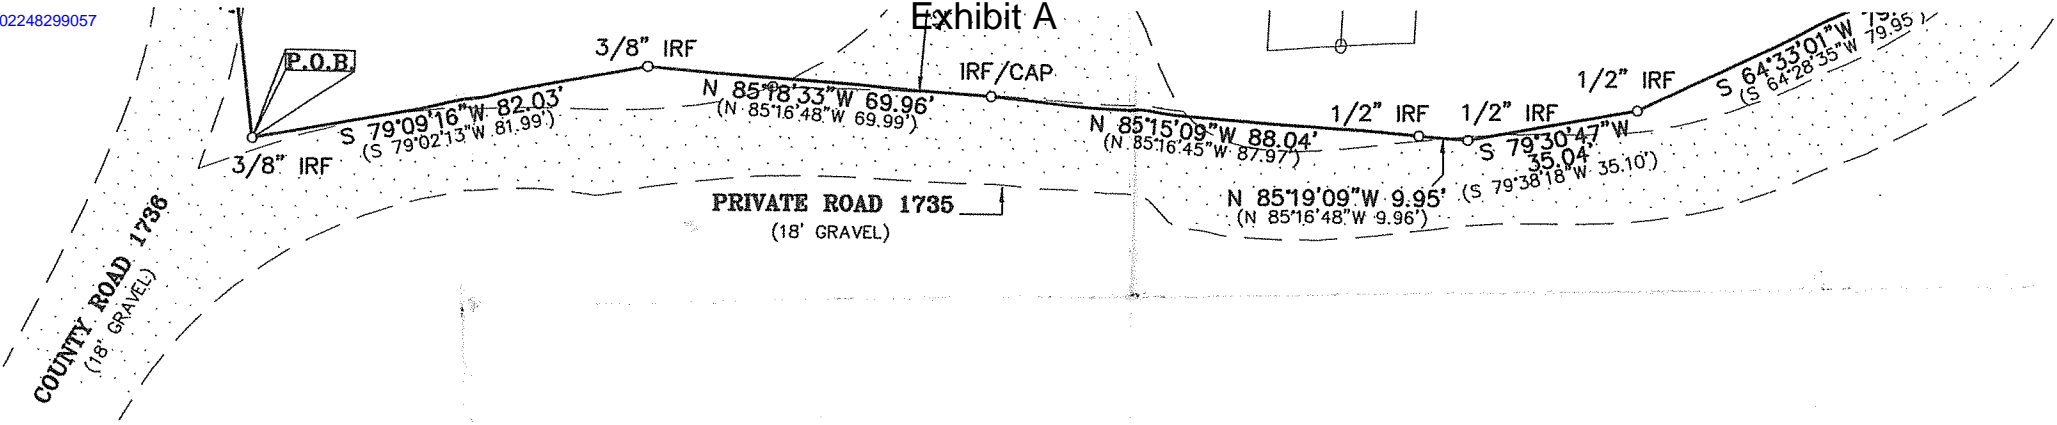 02248299057
Exhibit A
P.O.B.
3/8" IRF
IRF/CAP
1/2" IRF
S 64°33'01"W 79.
(S 64°28'35"W 79.95')
S 79°09'16"W 82.03'
(S 79°02'13"W 81.99')
N 85°18'33"W 69.96'
(N 85°16'48"W 69.99')
N 85°15'09"W 88.04'
(N 85°16'45"W 87.97')
1/2" IRF
1/2" IRF
S 79°30'47"W
35.04'
(S 79°38'18"W 35.10')
3/8" IRF
N 85°19'09"W 9.95'
(N 85°16'48"W 9.96')
PRIVATE ROAD 1735
(18' GRAVEL)
COUNTY ROAD 1736
(18' GRAVEL)